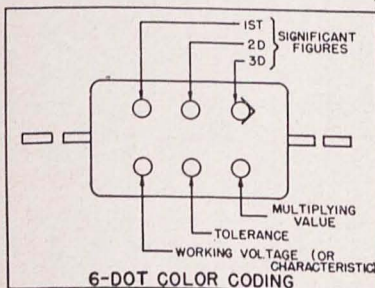 1ST
2D
3D
SIGNIFICANT
FIGURES
MULTIPLYING
VALUE
TOLERANCE
WORKING VOLTAGE (OR
CHARACTERISTIC
6-DOT COLOR CODING